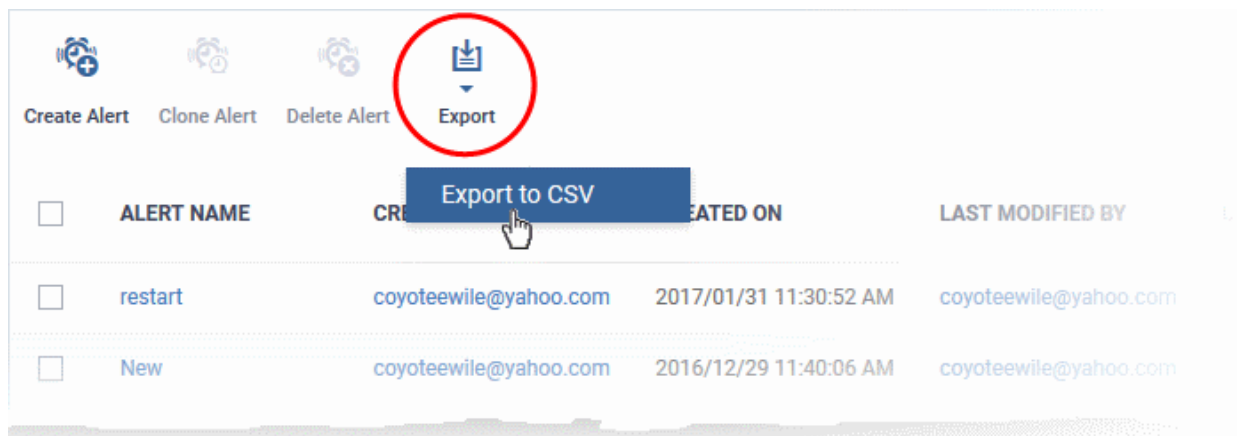 Create Alert Clone Alert Delete Alert Export
Export to CSV
ALERT NAME CRE EATED ON LAST MODIFIED BY
restart coyoteewile@yahoo.com 2017/01/31 11:30:52 AM coyoteewile@yahoo.com
New coyoteewile@yahoo.com 2016/12/29 11:40:06 AM coyoteewile@yahoo.com